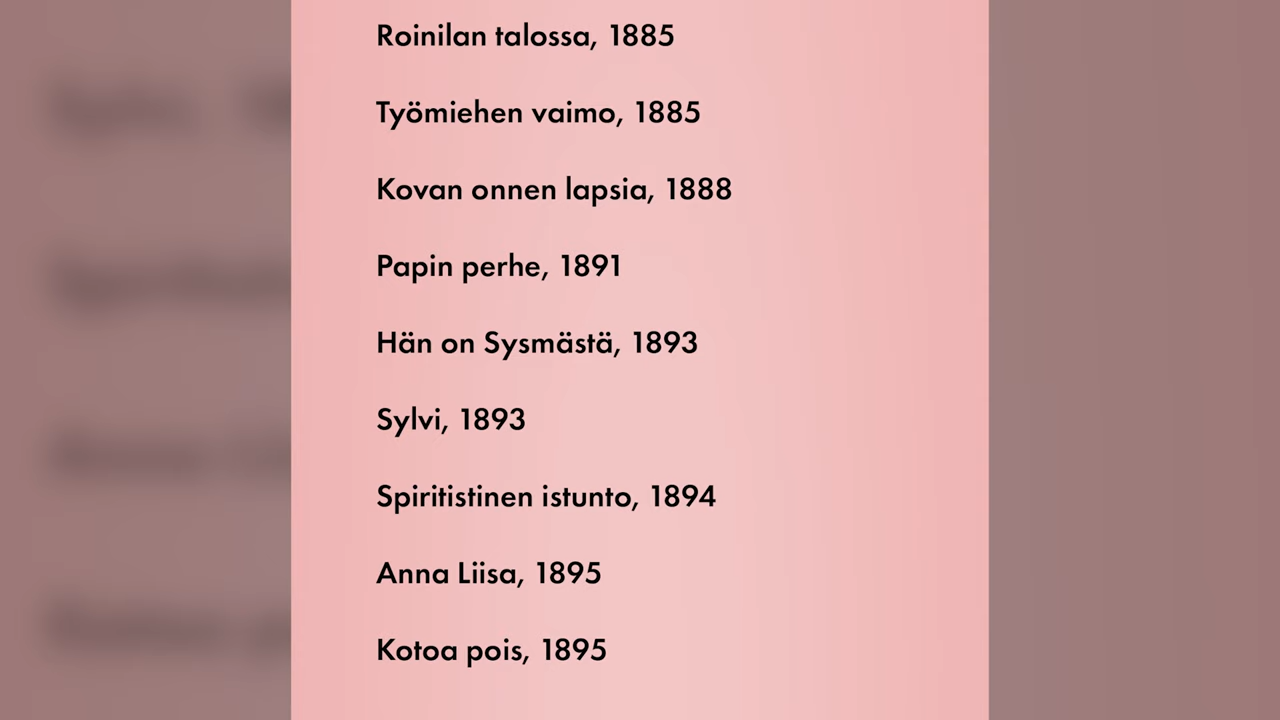 Roinilan talossa, 1885
Työmiehen vaimo, 1885
Kovan onnen lapsia, 1888
Papin perhe, 1891
Hän on Sysmästä, 1893
Sylvi, 1893
Spiritistinen istunto, 1894
Anna Liisa, 1895
Kotoa pois, 1895